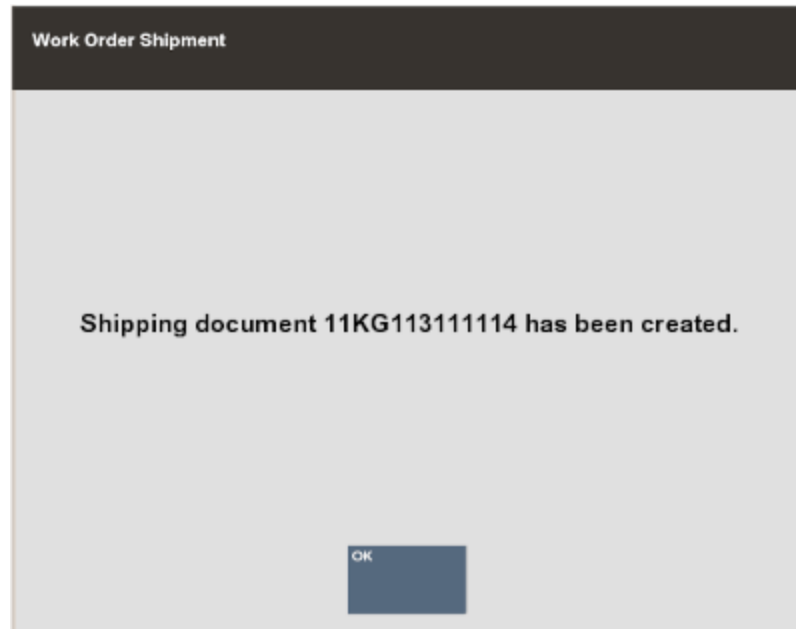 Work Order Shipment
Shipping document 11KG113111114 has been created.
OK